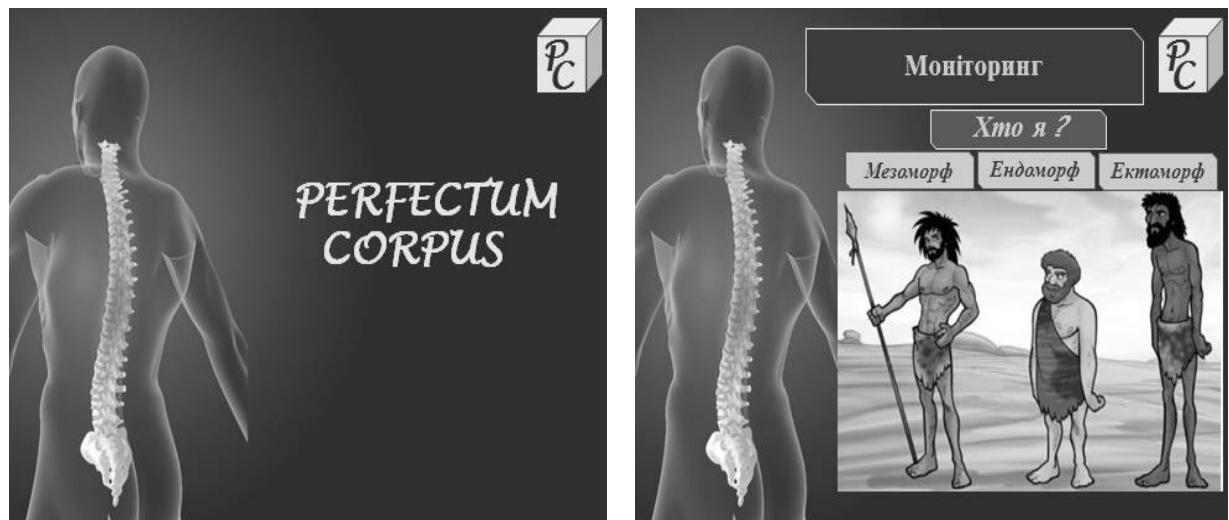 PC
PERFECTUM
CORPUS
PC
Моніторинг
Хто я ?
Мезоморф Ендоморф Ектоморф